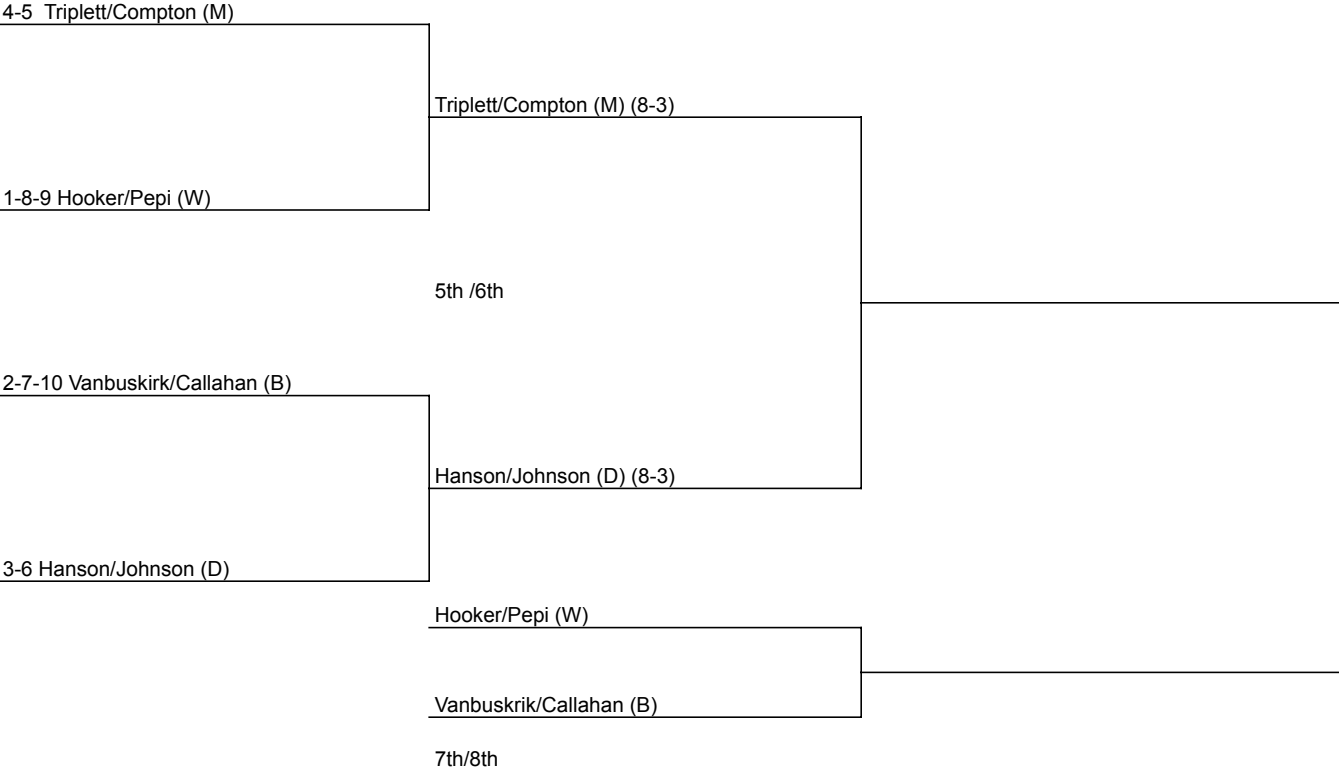 4-5 Triplett/Compton (M)
Triplett/Compton (M) (8-3)
1-8-9 Hooker/Pepi (W)
5th /6th
2-7-10 Vanbuskirk/Callahan (B)
Hanson/Johnson (D) (8-3)
3-6 Hanson/Johnson (D)
Hooker/Pepi (W)
Vanbuskrik/Callahan (B)
7th/8th